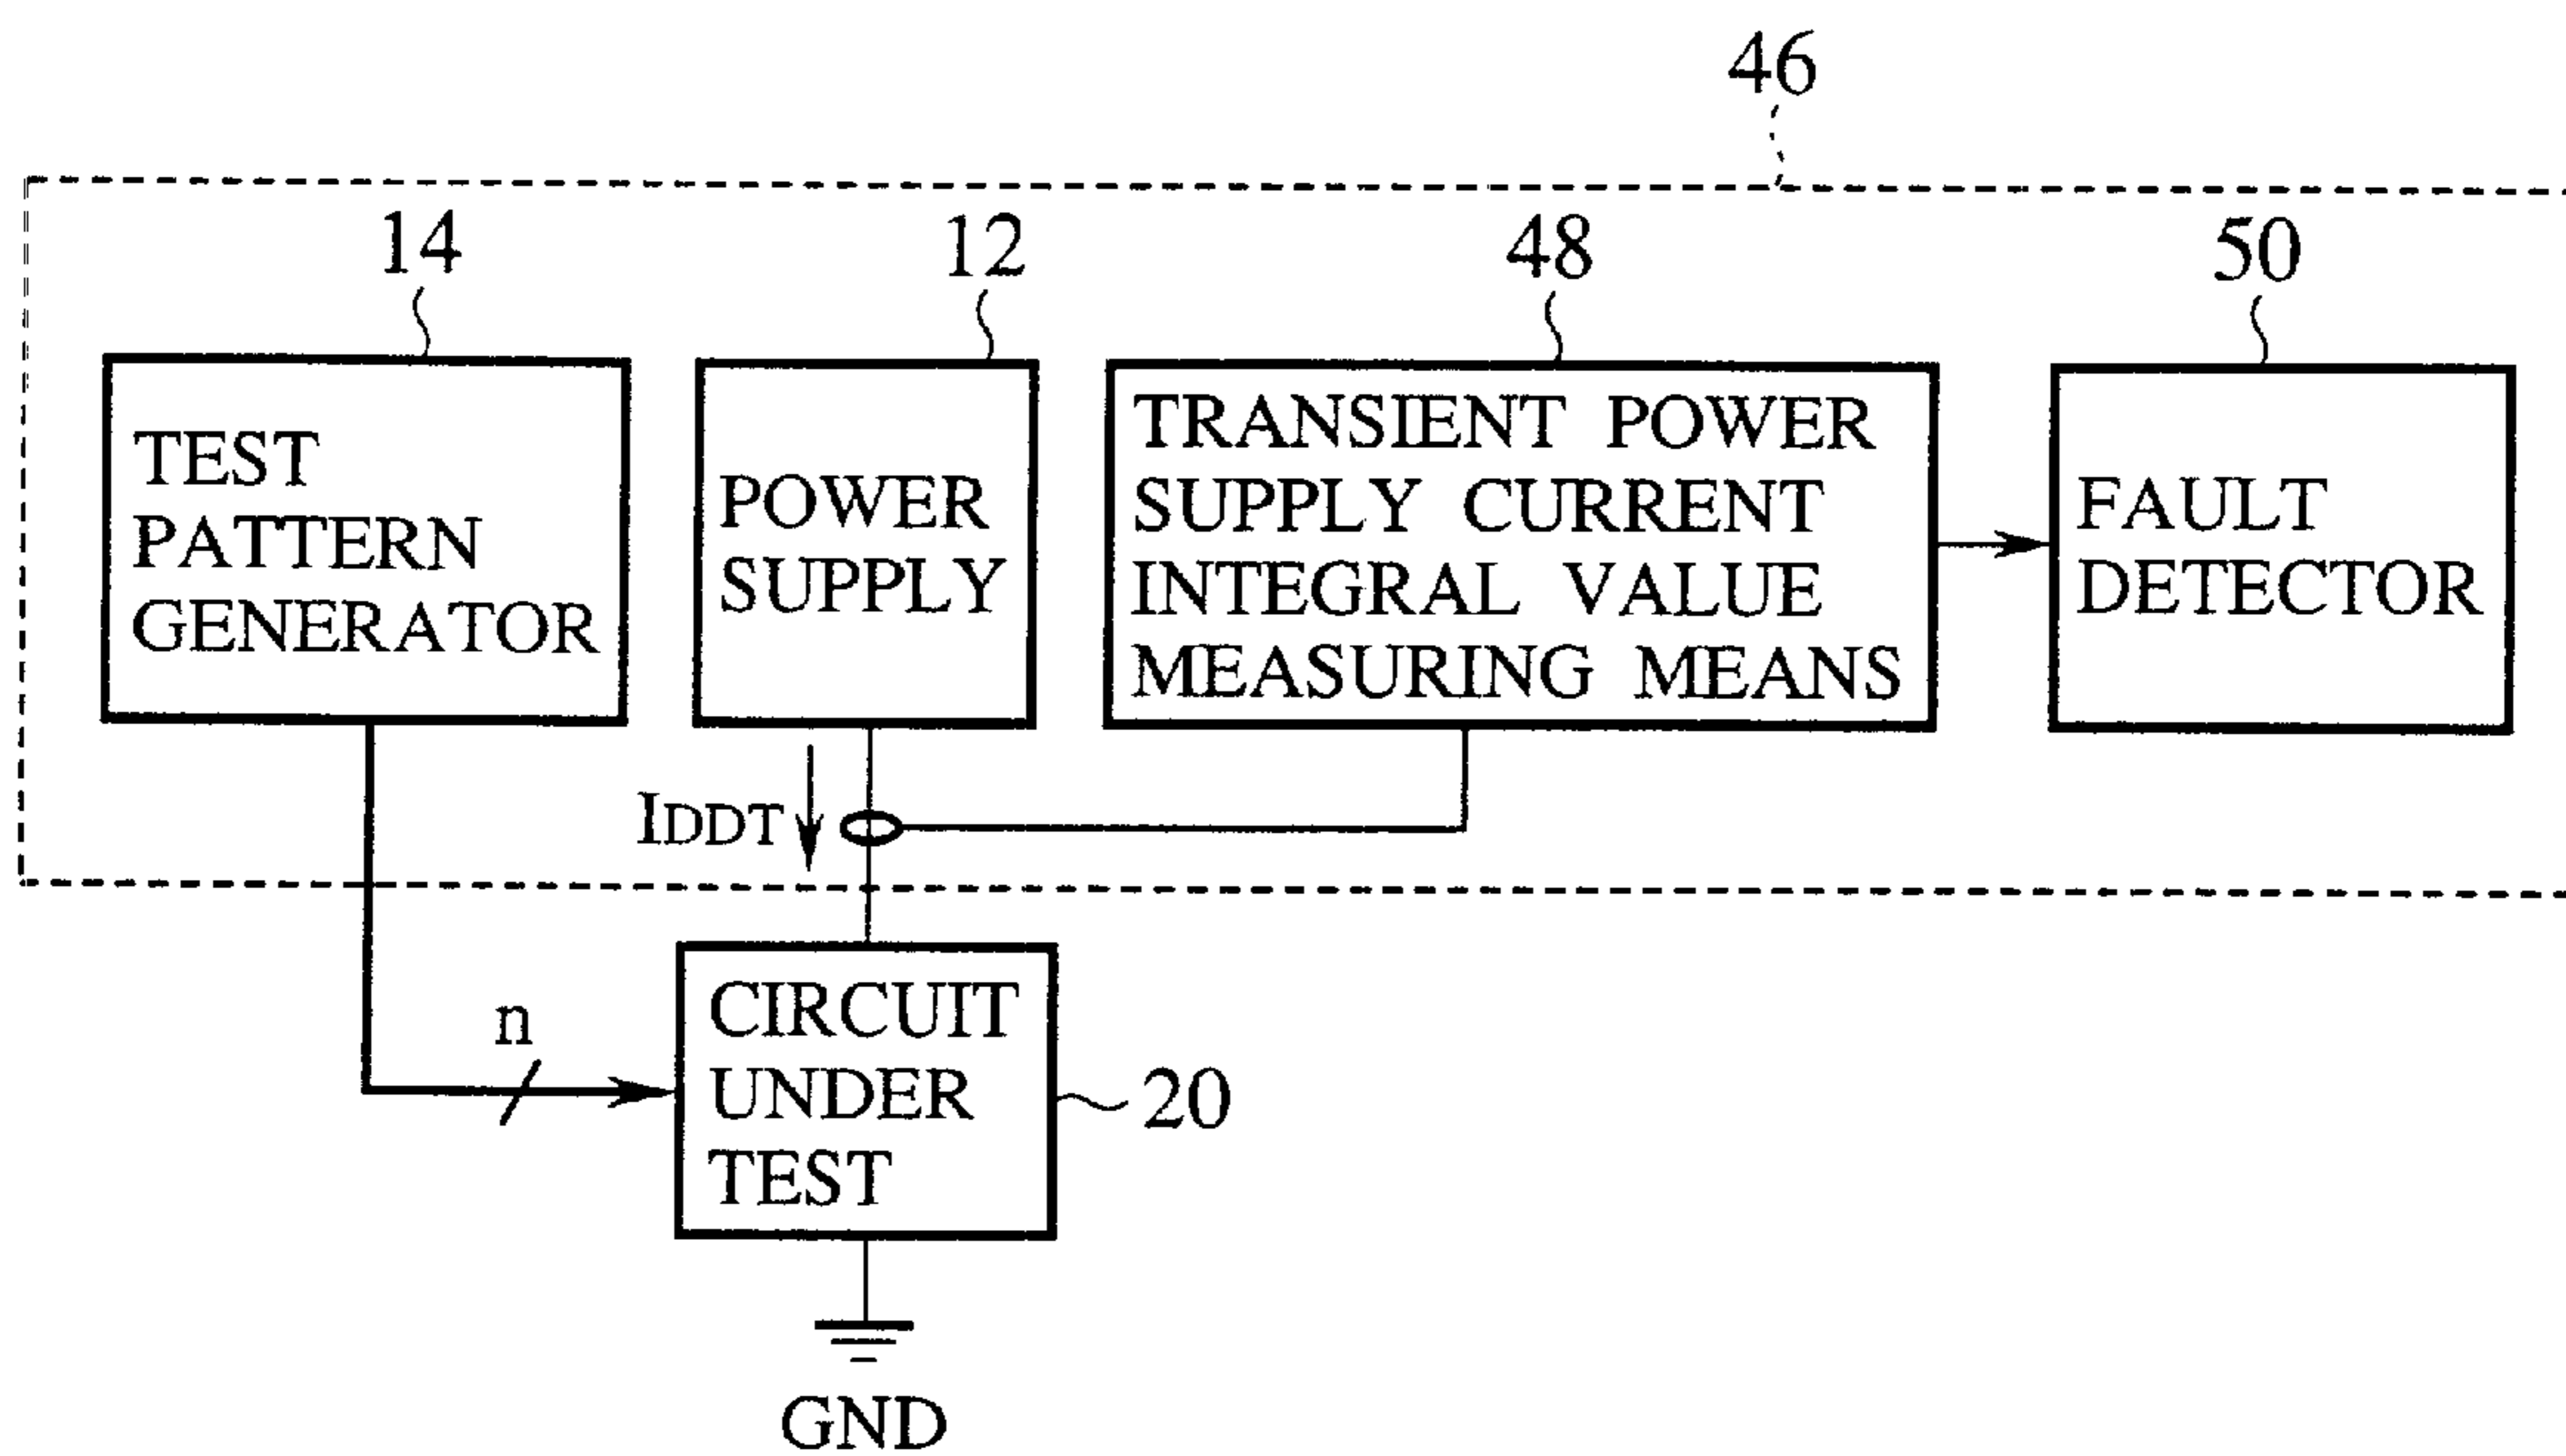 46
14
12
48
50
TEST
PATTERN
GENERATOR
POWER
SUPPLY
TRANSIENT POWER
SUPPLY CURRENT
INTEGRAL VALUE
MEASURING MEANS
FAULT
DETECTOR
IDDT
n
CIRCUIT
UNDER
TEST
20
GND